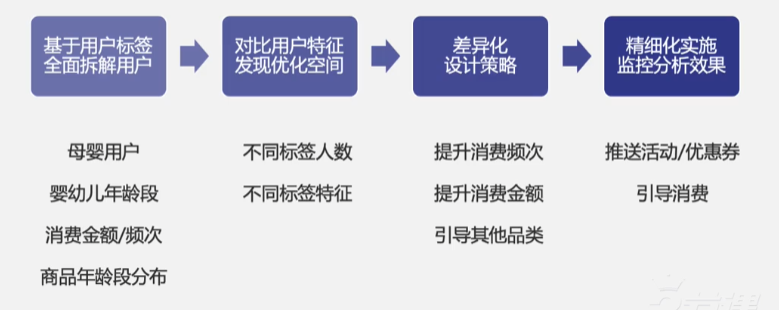 基于用户标签
全面拆解用户
对比用户特征
发现优化空间
差异化
设计策略
精细化实施
监控分析效果
母婴用户
婴幼儿年龄段
消费金额/频次
商品年龄段分布
不同标签人数
不同标签特征
提升消费频次
提升消费金额
引导其他品类
推送活动/优惠券
引导消费